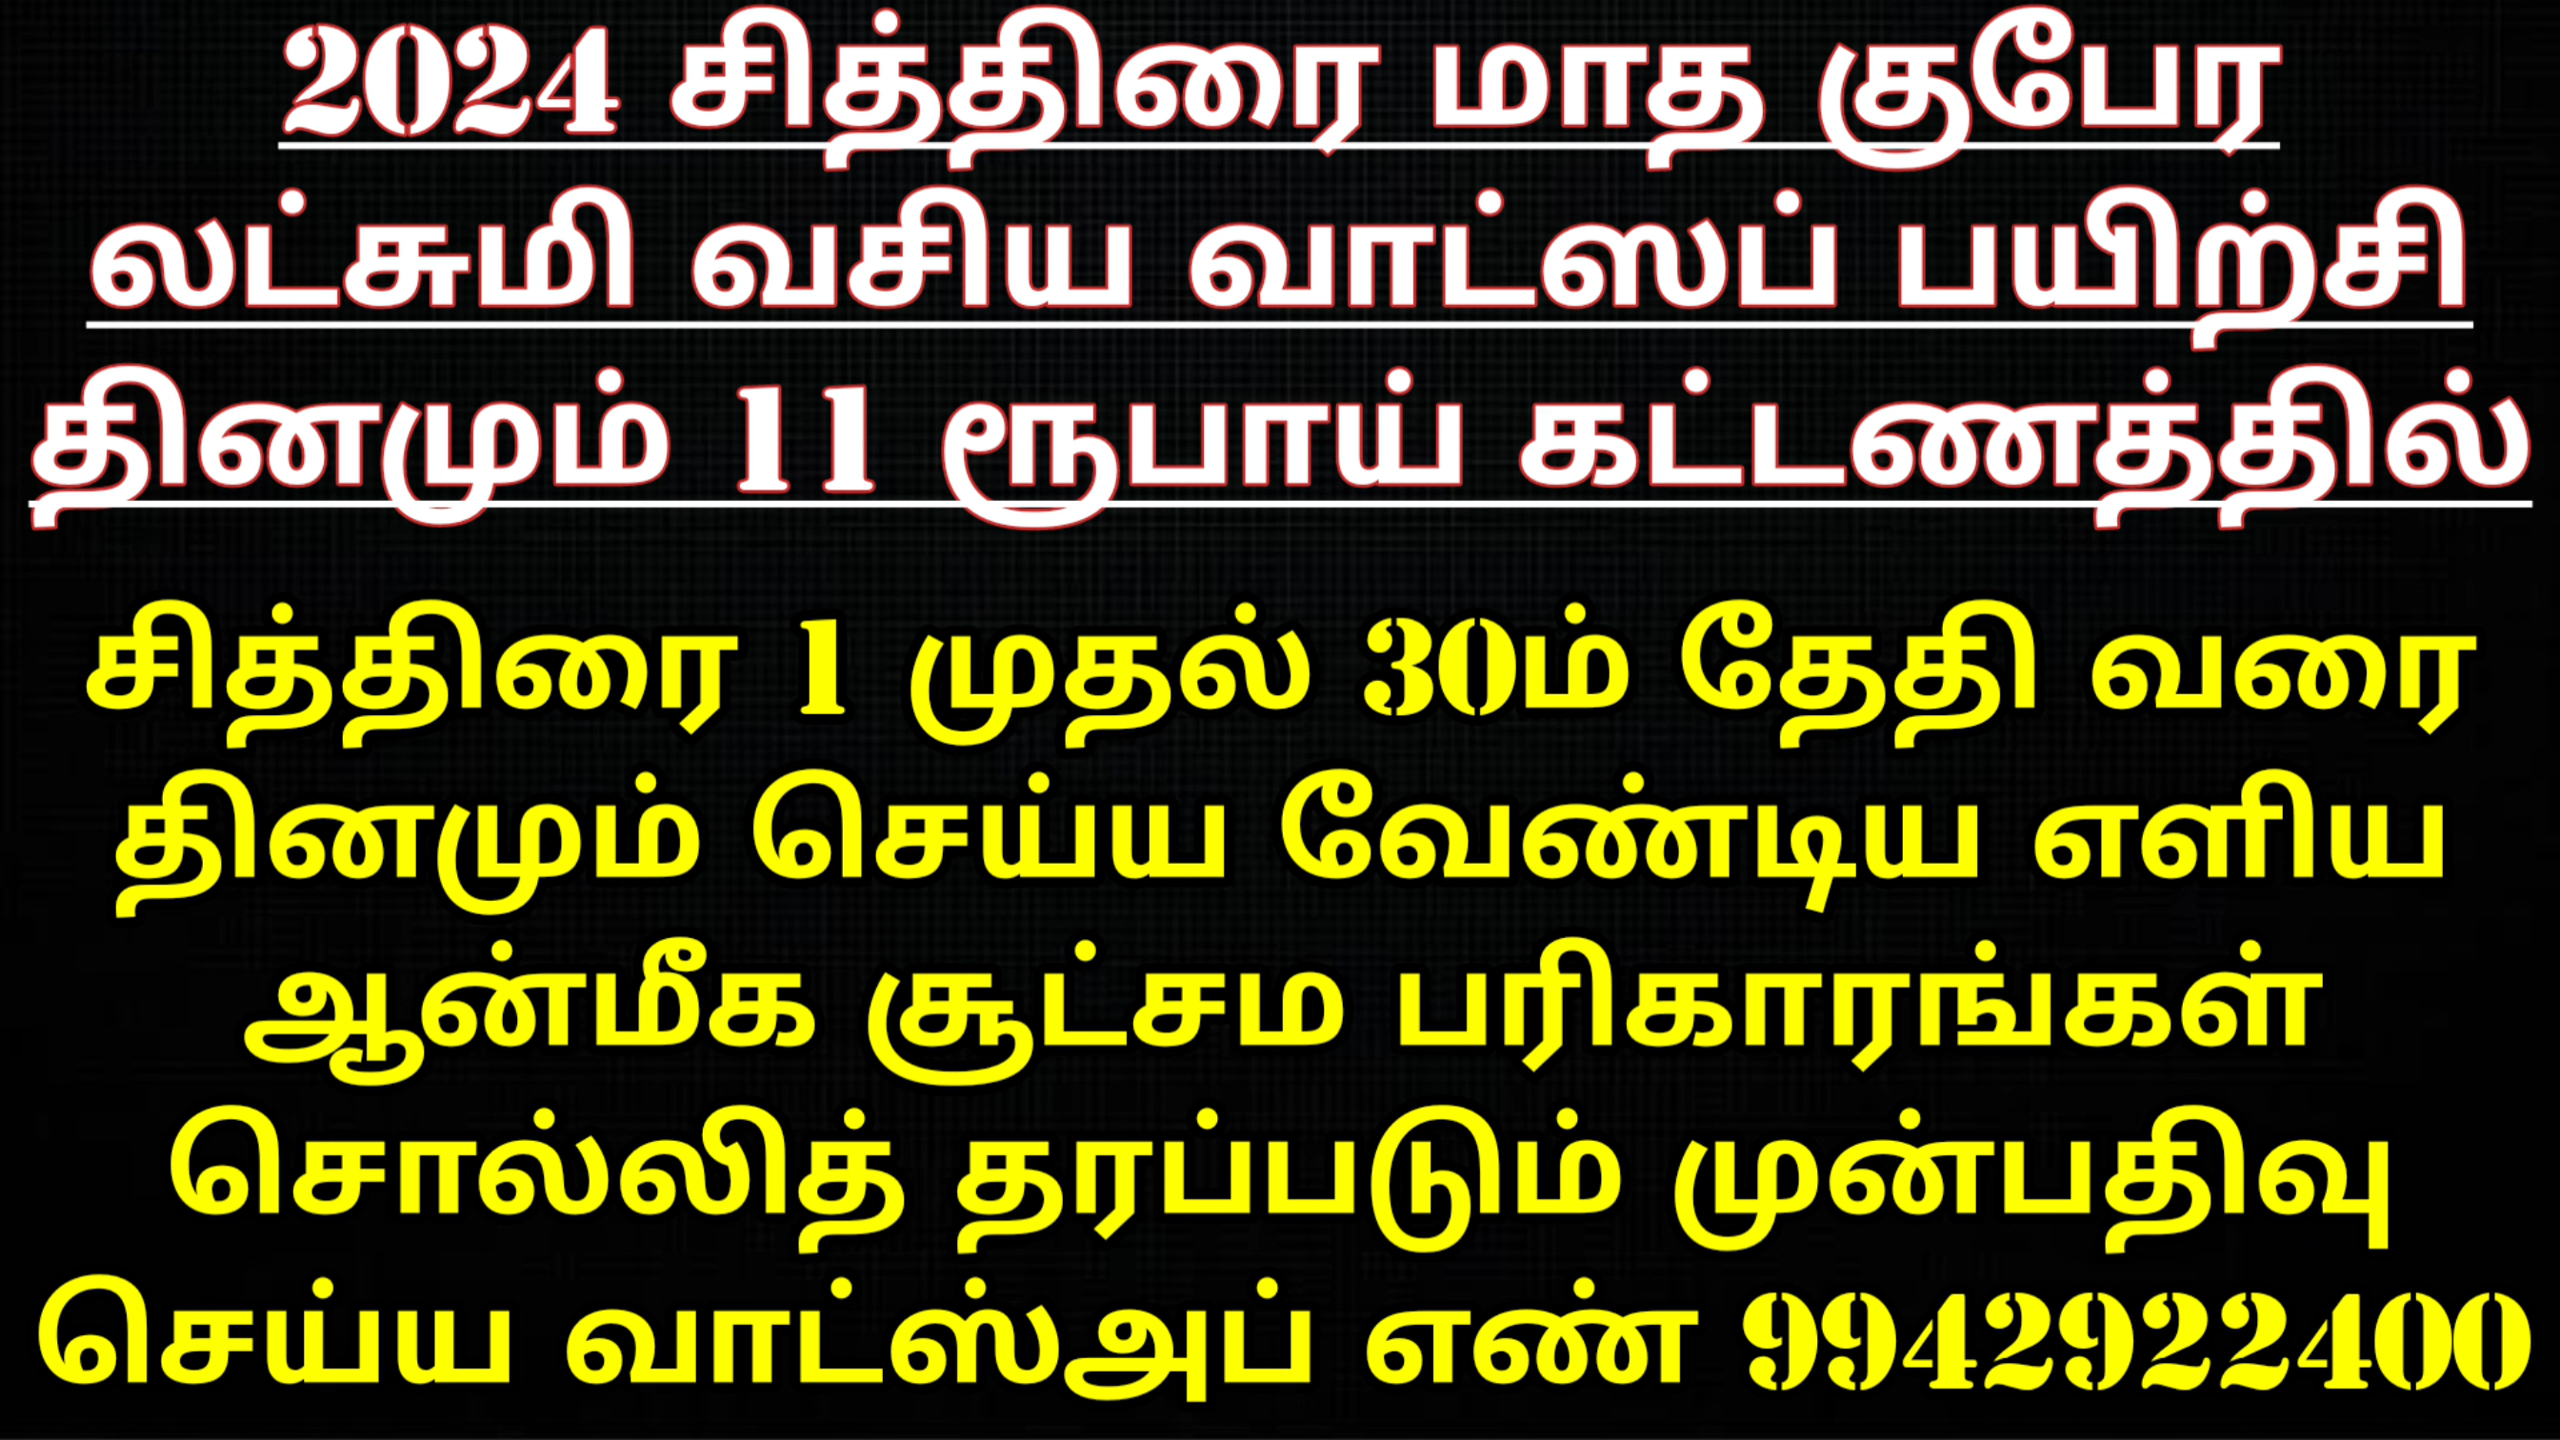 2024 சித்திரை மாத குபேர
லட்சுமி வசிய வாட்ஸப் பயிற்சி
தினமும் 11 ரூபாய் கட்டணத்தில்
சித்திரை 1 முதல் 30ம் தேதி வரை
தினமும் செய்ய வேண்டிய எளிய
ஆன்மீக சூட்சம பரிகாரங்கள்
சொல்லித் தரப்படும் முன்பதிவு
செய்ய வாட்ஸ்அப் எண் 9942922400